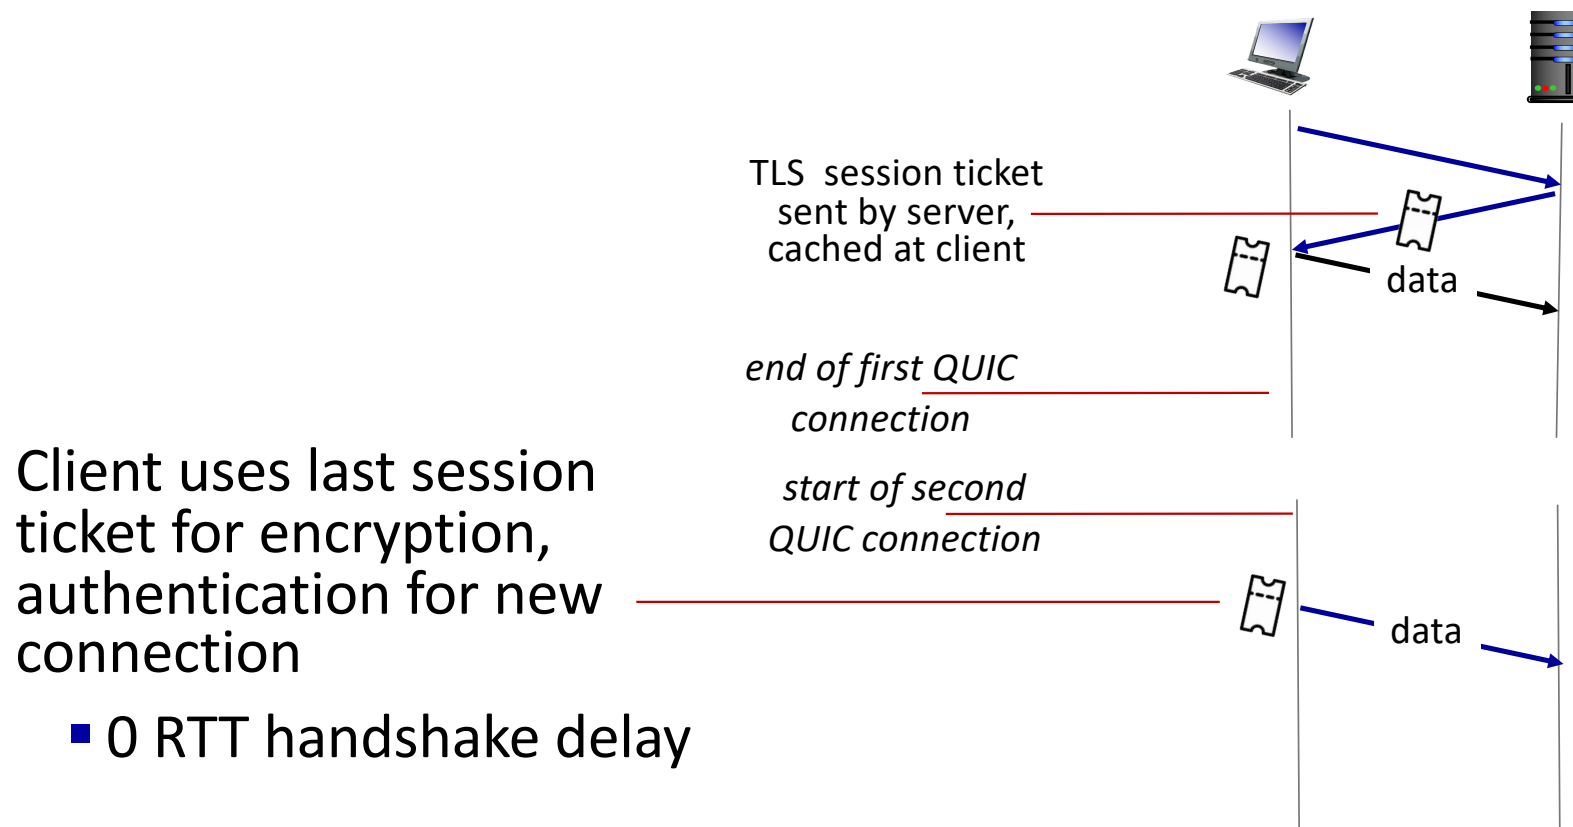 TLS session ticket
sent by server,
cached at client
data
end of first QUIC
connection
start of second
QUIC connection
Client uses last session
ticket for encryption,
authentication for new
connection
data
0 RTT handshake delay